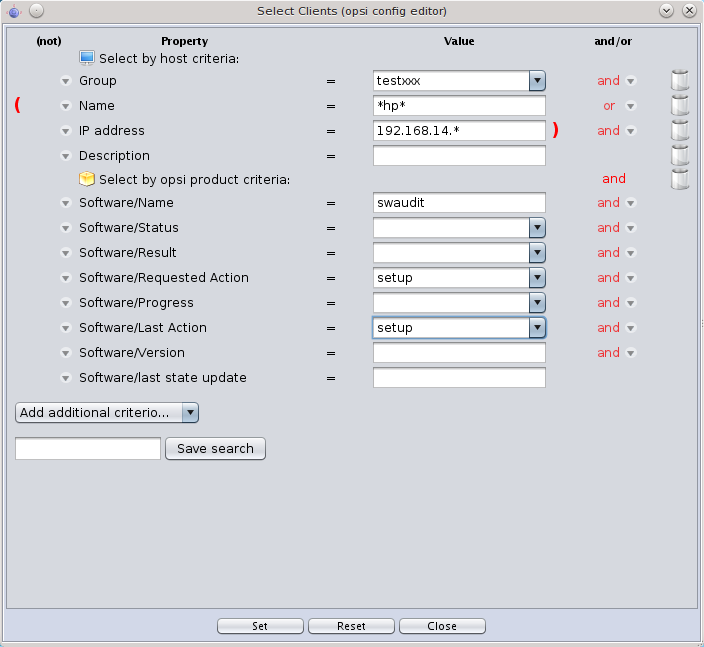 Select Clients (opsi config editor)
(not) Property Value and/or
Select by host criteria:
Group = testxxx and
( Name = *hp* or
IP address = 192.168.14.* ) and
Description =
Select by opsi product criteria: and
Software/Name = swaudit and
Software/Status = and
Software/Result = and
Software/Requested Action = setup and
Software/Progress = and
Software/Last Action = setup and
Software/Version = and
Software/last state update =
Add additional criterio...
Save search
Set Reset Close